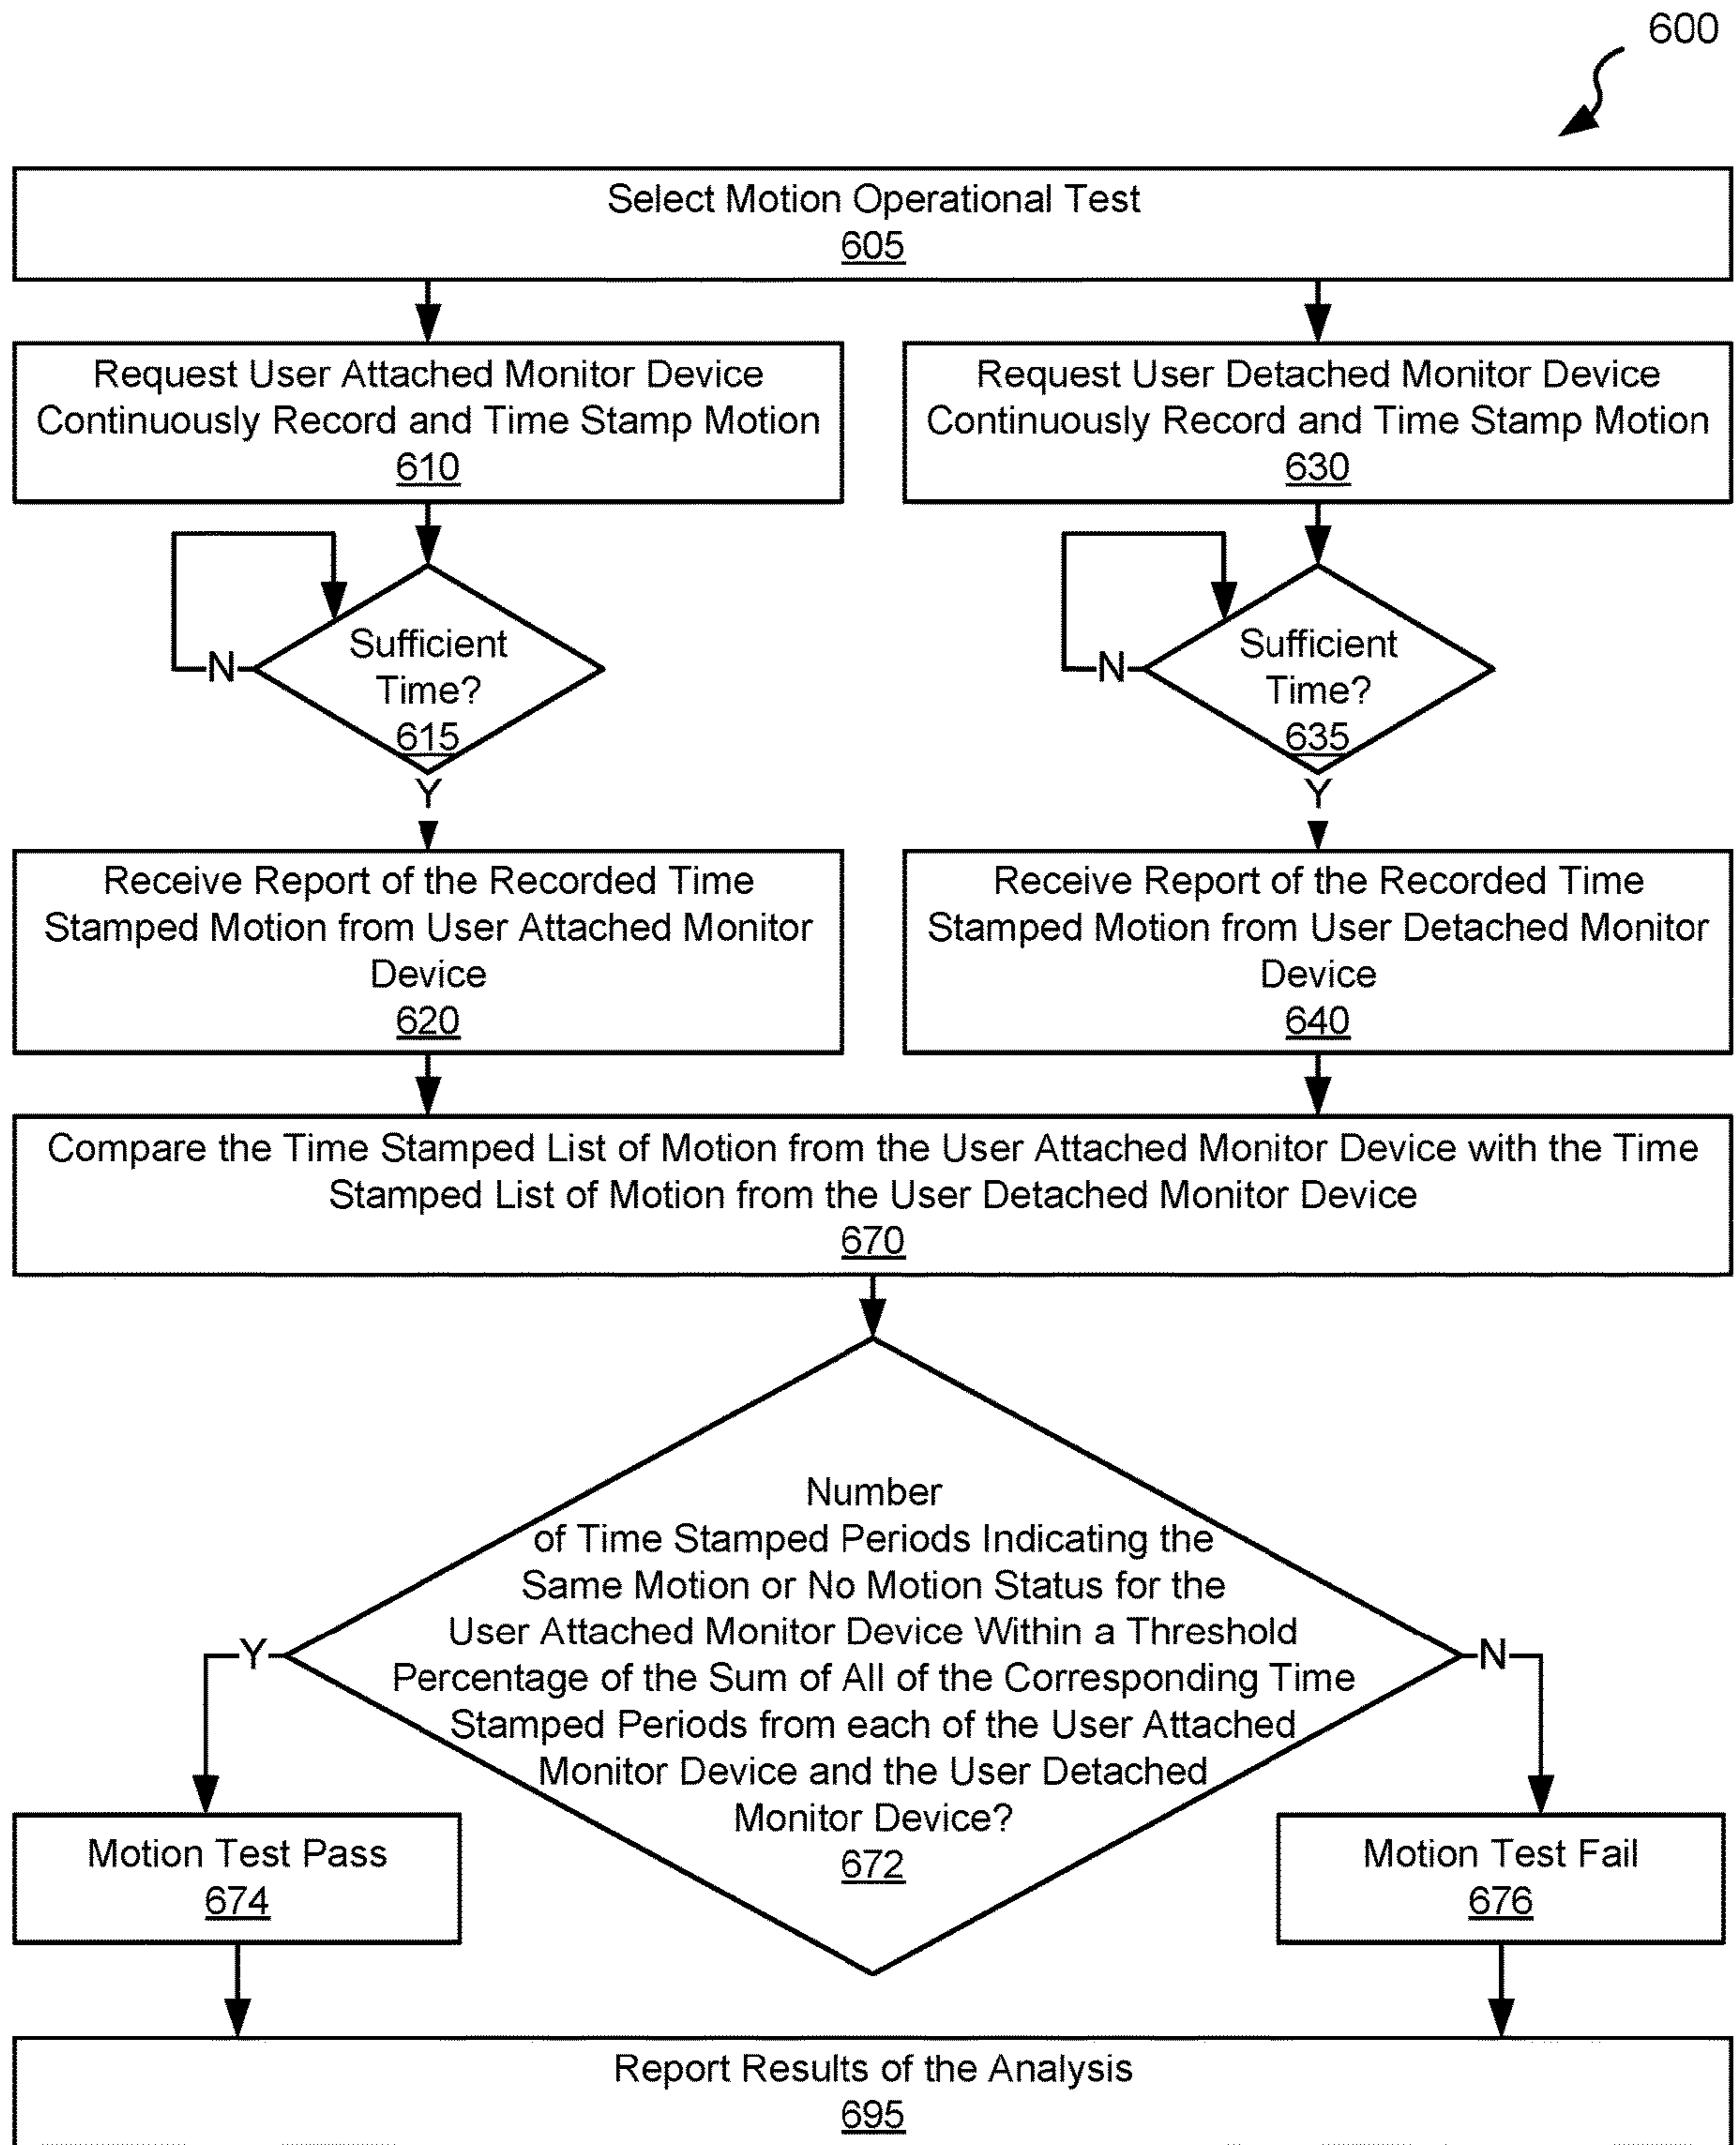 600
Select Motion Operational Test
605
Request User Attached Monitor Device
Continuously Record and Time Stamp Motion
610
Request User Detached Monitor Device
Continuously Record and Time Stamp Motion
630
Sufficient
Time?
615
N
Y
Sufficient
Time?
635
N
Y
Receive Report of the Recorded Time
Stamped Motion from User Attached Monitor
Device
620
Receive Report of the Recorded Time
Stamped Motion from User Detached Monitor
Device
640
Compare the Time Stamped List of Motion from the User Attached Monitor Device with the Time
Stamped List of Motion from the User Detached Monitor Device
670
Number
of Time Stamped Periods Indicating the
Same Motion or No Motion Status for the
User Attached Monitor Device Within a Threshold
Percentage of the Sum of All of the Corresponding Time
Stamped Periods from each of the User Attached
Monitor Device and the User Detached
Monitor Device?
672
Y
N
Motion Test Pass
674
Motion Test Fail
676
Report Results of the Analysis
695